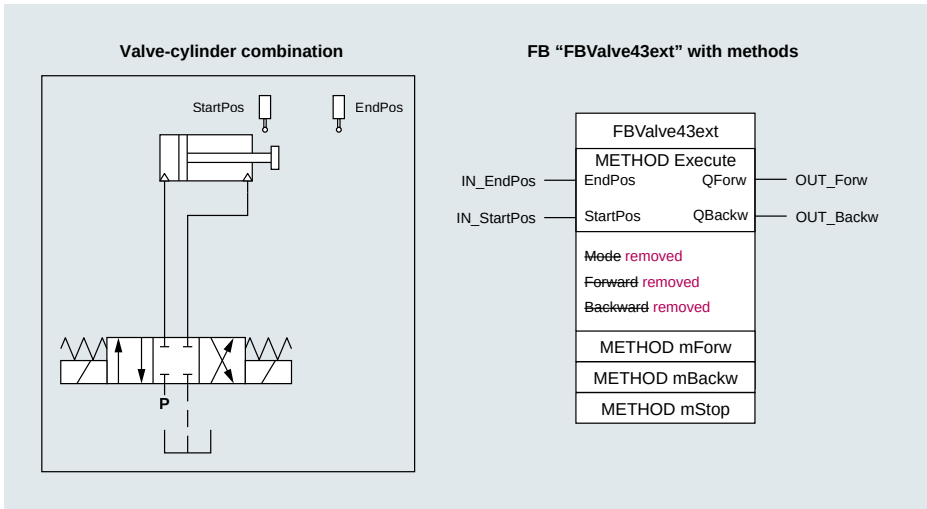 Valve-cylinder combination
StartPos
EndPos
P
FB “FBValve43ext” with methods
FBValve43ext
METHOD Execute
IN_EndPos EndPos QForw OUT_Forw
IN_StartPos StartPos QBackw OUT_Backw
Mode removed
Forward removed
Backward removed
METHOD mForw
METHOD mBackw
METHOD mStop